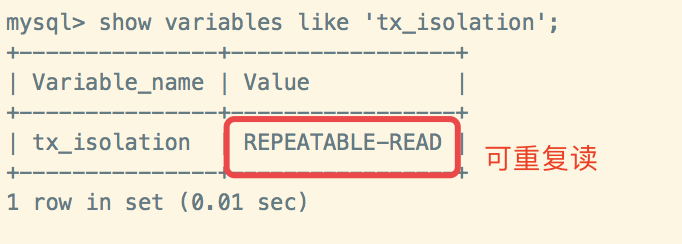 mysql> show variables like 'tx_isolation';
+---------------+-----------------+
| Variable_name | Value           |
+---------------+-----------------+
| tx_isolation  | REPEATABLE-READ | 可重复读
+---------------+-----------------+
1 row in set (0.01 sec)